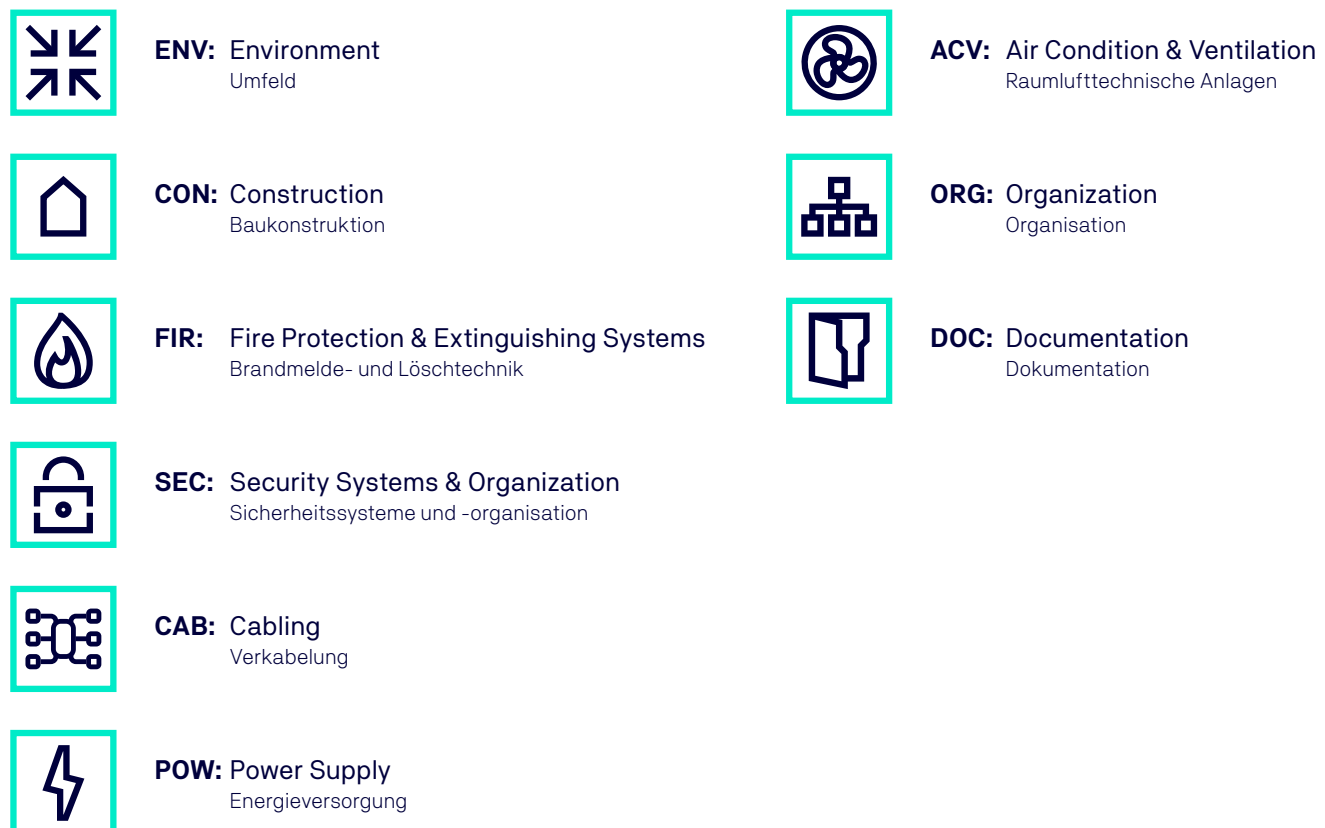 ENV: Environment
Umfeld
CON: Construction
Baukonstruktion
FIR: Fire Protection & Extinguishing Systems
Brandmelde- und Löschtechnik
SEC: Security Systems & Organization
Sicherheitssysteme und -organisation
CAB: Cabling
Verkabelung
POW: Power Supply
Energieversorgung
ACV: Air Condition & Ventilation
Raumlufttechnische Anlagen
ORG: Organization
Organisation
DOC: Documentation
Dokumentation